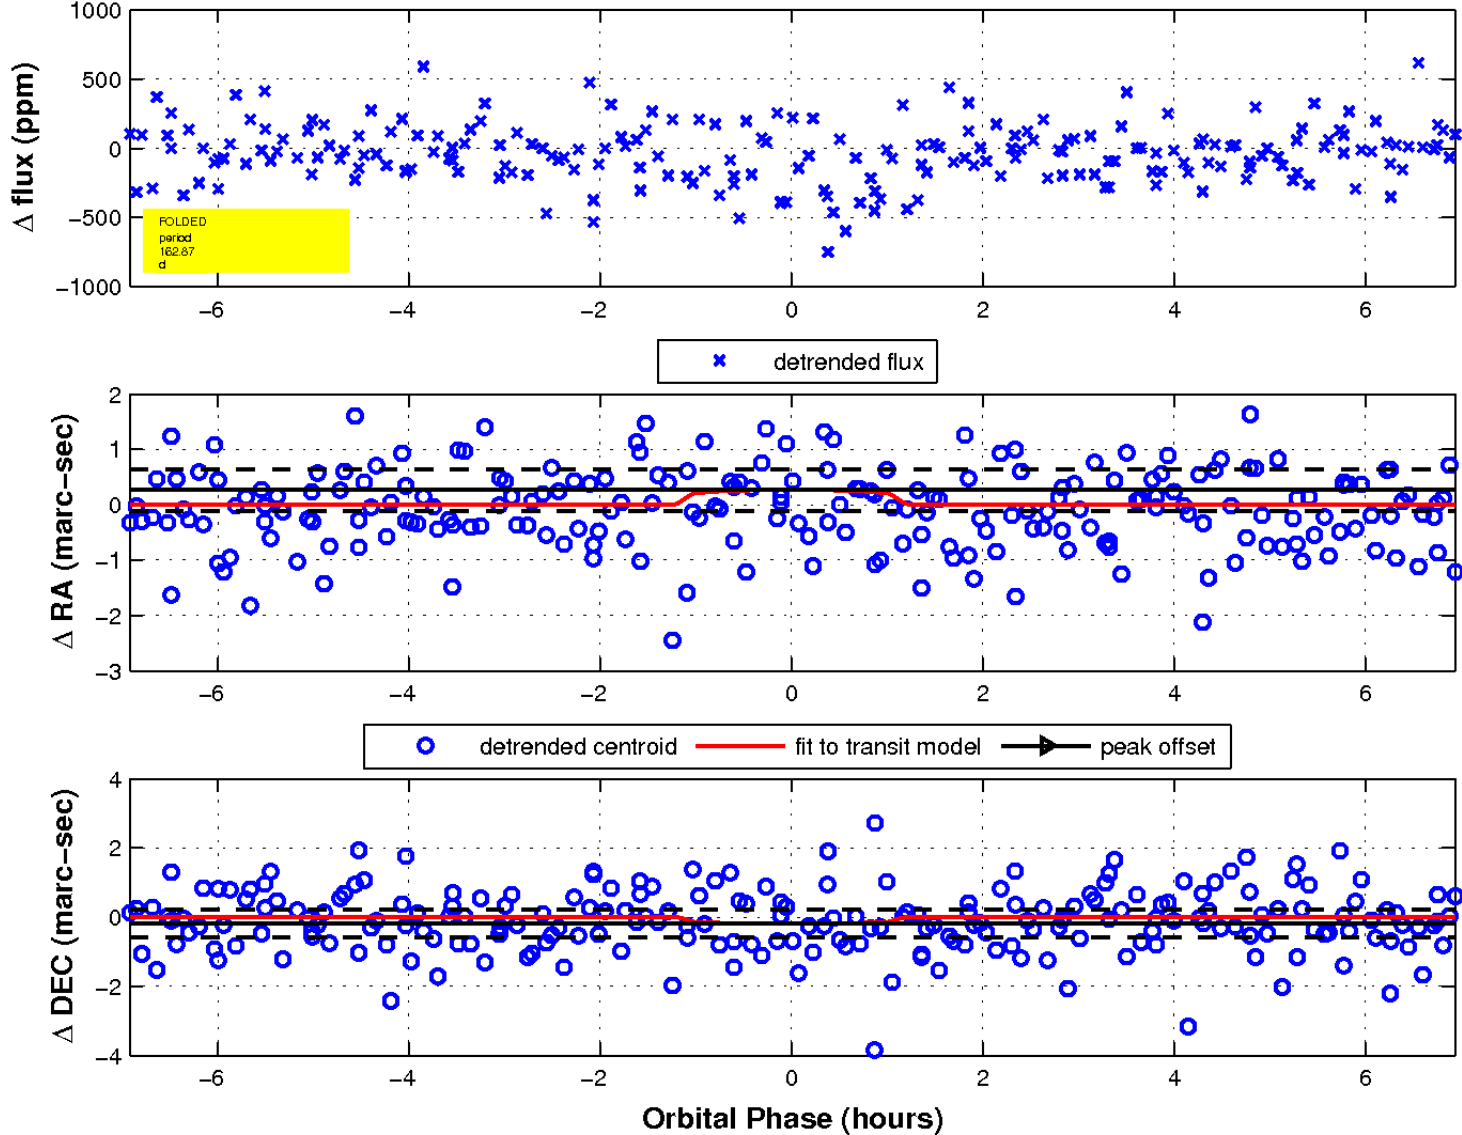 1000
500
0
−500
−1000
Δ flux (ppm)
FOLDED
period
162.87
d
−6 −4 −2 0 2 4 6
detrended flux
2
1
0
−1
−2
−3
Δ RA (marc−sec)
−6 −4 −2 0 2 4 6
detrended centroid fit to transit model peak offset
4
2
0
−2
−4
Δ DEC (marc−sec)
−6 −4 −2 0 2 4 6
Orbital Phase (hours)